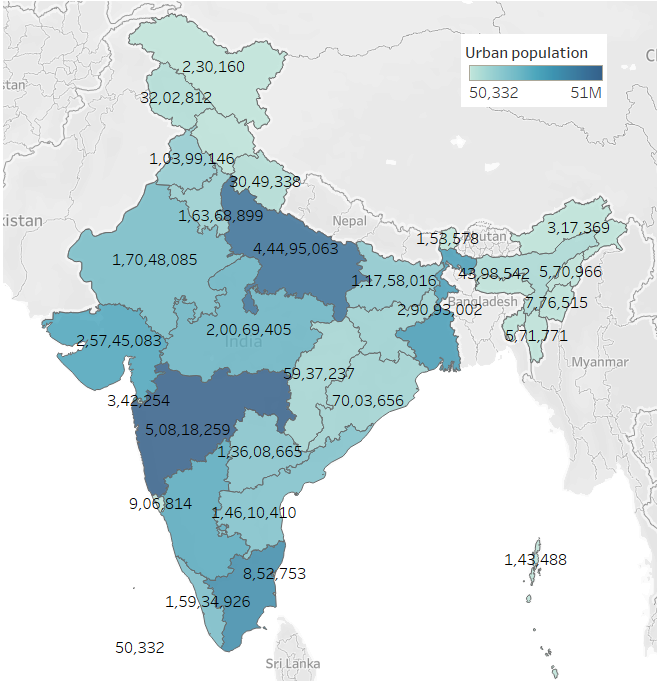 Urban population
50,332 51M
2,30,160
32,02,812
1,03,99,146
30,49,338
stan
kistan
1,63,68,899
Nepal
3,17,369
4,44,95,063
1,53,578
Bhutan
1,70,48,085
43,98,542
5,70,966
1,17,58,016
Bangladesh
7,76,515
2,90,93,002
2,00,69,405
India
5,71,771
2,57,45,083
Myanmar
59,37,237
3,42,254
70,03,656
5,08,18,259
1,36,08,665
9,06,814
1,46,10,410
1,43,488
8,52,753
1,59,34,926
50,332
Sri Lanka